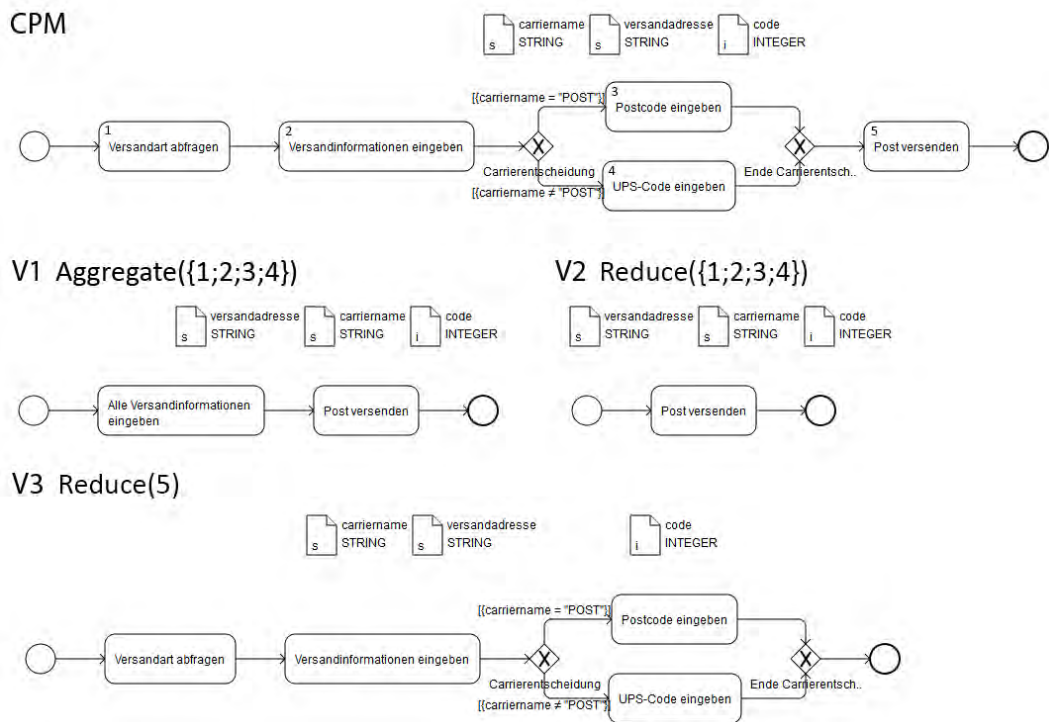 CPM
carriername
STRING
s
versandadresse
STRING
s
code
INTEGER
i
[{carriername = "POST"}]
3
Postcode eingeben
1
Versandart abfragen
2
Versandinformationen eingeben
X
X
5
Post versenden
Carrierentscheidung
[{carriername ≠ "POST"}]
4
UPS-Code eingeben
Ende Carrierentsch..
V1 Aggregate({1;2;3;4})
versandadresse
STRING
s
carriername
STRING
s
code
INTEGER
i
Alle Versandinformationen
eingeben
Post versenden
V2 Reduce({1;2;3;4})
versandadresse
STRING
s
carriername
STRING
s
code
INTEGER
i
Post versenden
V3 Reduce(5)
carriername
STRING
s
versandadresse
STRING
s
code
INTEGER
i
[{carriername = "POST"}]
Postcode eingeben
Versandart abfragen
Versandinformationen eingeben
X
X
Carrierentscheidung
[{carriername ≠ "POST"}]
UPS-Code eingeben
Ende Carrierentsch..